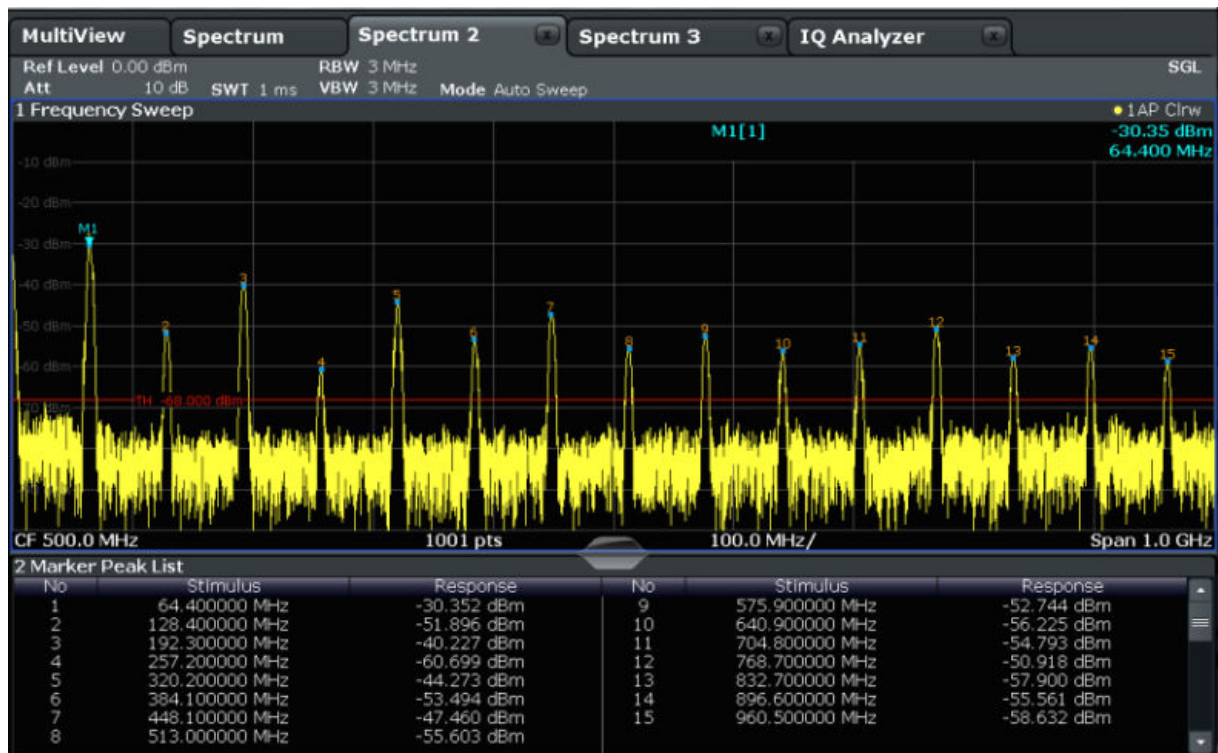 MultiView Spectrum Spectrum 2 x Spectrum 3 x IQ Analyzer x
Ref Level 0.00 dBm RBW 3 MHz SGL
Att 10 dB SWT 1 ms VBW 3 MHz Mode Auto Sweep
1 Frequency Sweep 1AP Clrw
M1[1] -30.35 dBm
64.400 MHz
-10 dBm
-20 dBm
M1
-30 dBm
3
-40 dBm
5
7
-50 dBm
2 6 8 9 10 11 12 13 14 15
4
-60 dBm
TH -68.000 dBm
-70 dBm
CF 500.0 MHz 1001 pts 100.0 MHz/ Span 1.0 GHz
2 Marker Peak List
No Stimulus Response No Stimulus Response
1 64.400000 MHz -30.352 dBm 9 575.900000 MHz -52.744 dBm
2 128.400000 MHz -51.896 dBm 10 640.900000 MHz -56.225 dBm
3 192.300000 MHz -40.227 dBm 11 704.800000 MHz -54.793 dBm
4 257.200000 MHz -60.699 dBm 12 768.700000 MHz -50.918 dBm
5 320.200000 MHz -44.273 dBm 13 832.700000 MHz -57.900 dBm
6 384.100000 MHz -53.494 dBm 14 896.600000 MHz -55.561 dBm
7 448.100000 MHz -47.460 dBm 15 960.500000 MHz -58.632 dBm
8 513.000000 MHz -55.603 dBm